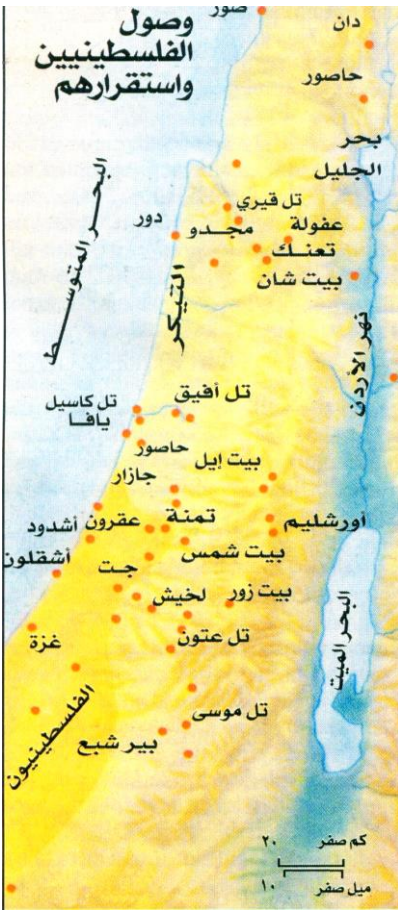 وصول
الفلسطينيين
واستقرارهم
صور
دان
حاصور
بحر
الجليل
تل قيري
عفولة
مجدو
تعنك
بيت شان
دور
البحر المتوسط
التيكر
نهر الأردن
تل أفيق
تل كاسيل
يافا
حاصور
بيت إيل
جازار
تمنة
عقرون
أشدود
أورشليم
أشقلون
بيت شمس
جت
لخيش
بيت زور
البحر الميت
غزة
تل عتون
الفلسطينيون
تل موسى
بير شبع
كم صفر ٢٠
ميل صفر ١٠